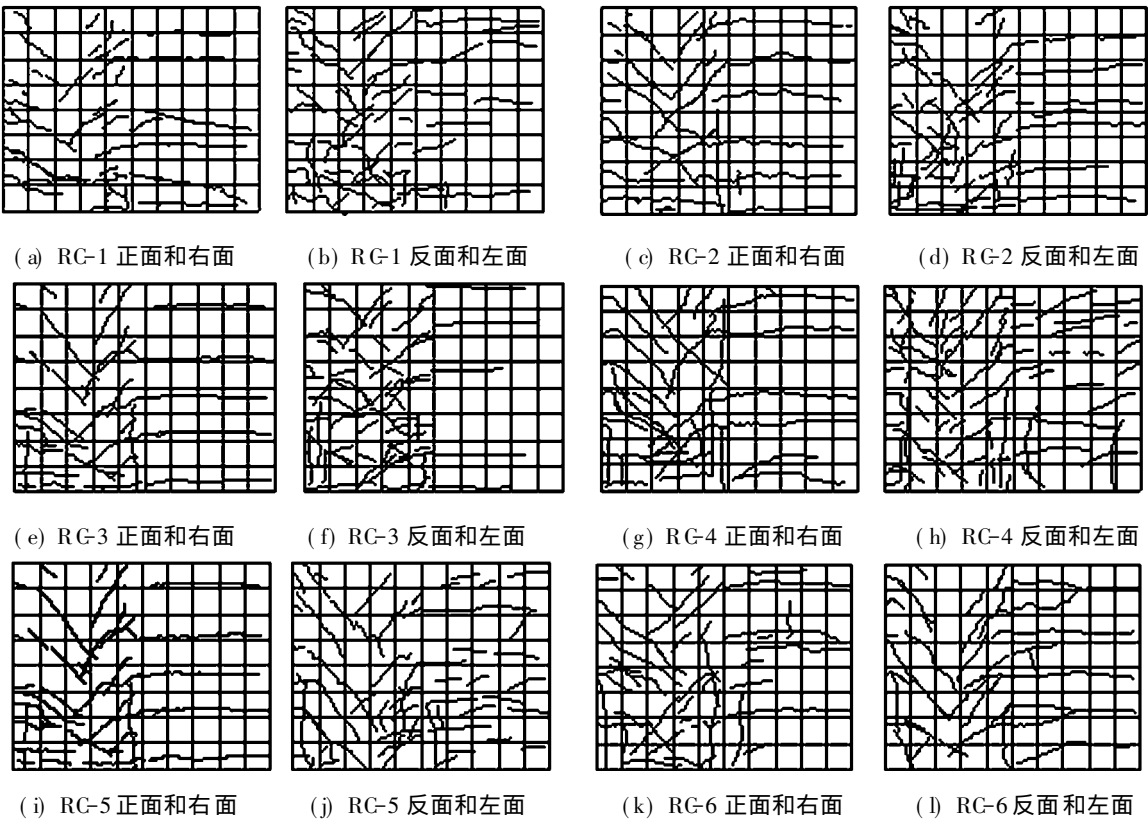 (a) RC-1 正面和右面
(b) RC-1 反面和左面
(c) RC-2 正面和右面
(d) RC-2 反面和左面
(e) RC-3 正面和右面
(f) RC-3 反面和左面
(g) RC-4 正面和右面
(h) RC-4 反面和左面
(i) RC-5 正面和右面
(j) RC-5 反面和左面
(k) RC-6 正面和右面
(l) RC-6 反面和左面